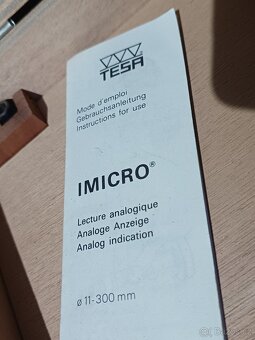 TESA
Mode d'emploi
Gebrauchsanleitung
Instructions for use
IMICRO®
Lecture analogique
Analoge Anzeige
Analog indication
ø 11-300 mm